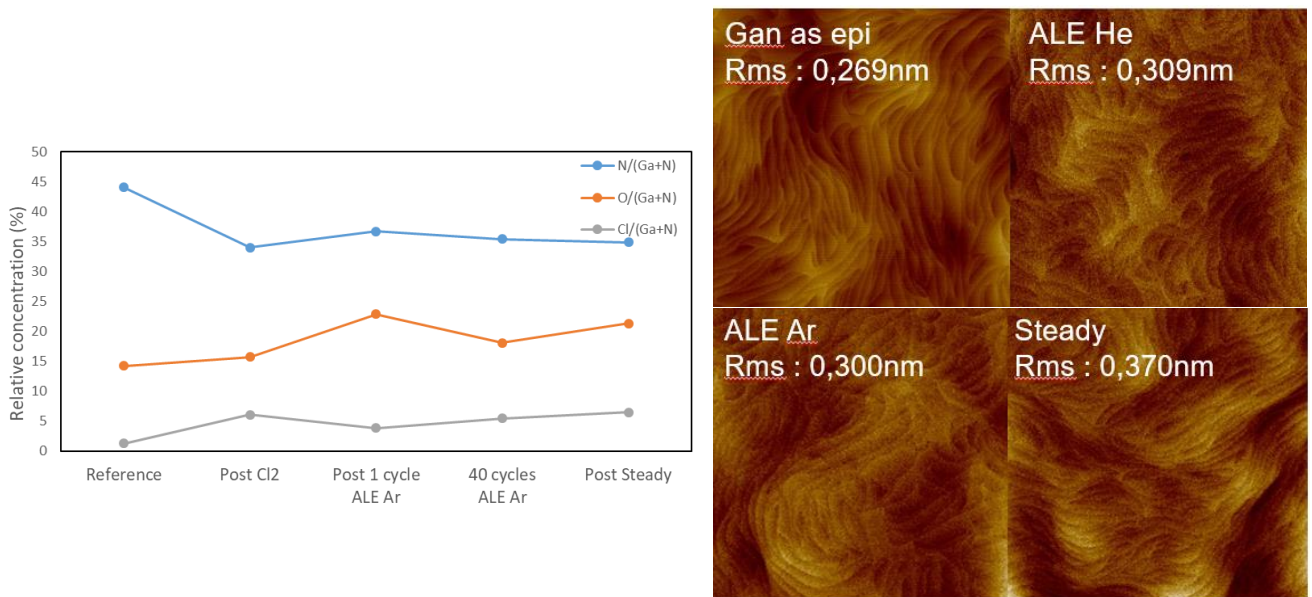 50
45
40
35
30
25
20
15
10
5
0
Relative concentration (%)
N/(Ga+N)
O/(Ga+N)
Cl/(Ga+N)
Reference
Post Cl2
Post 1 cycle
ALE Ar
40 cycles
ALE Ar
Post Steady
Gan as epi
Rms : 0,269nm
ALE He
Rms : 0,309nm
ALE Ar
Rms : 0,300nm
Steady
Rms : 0,370nm